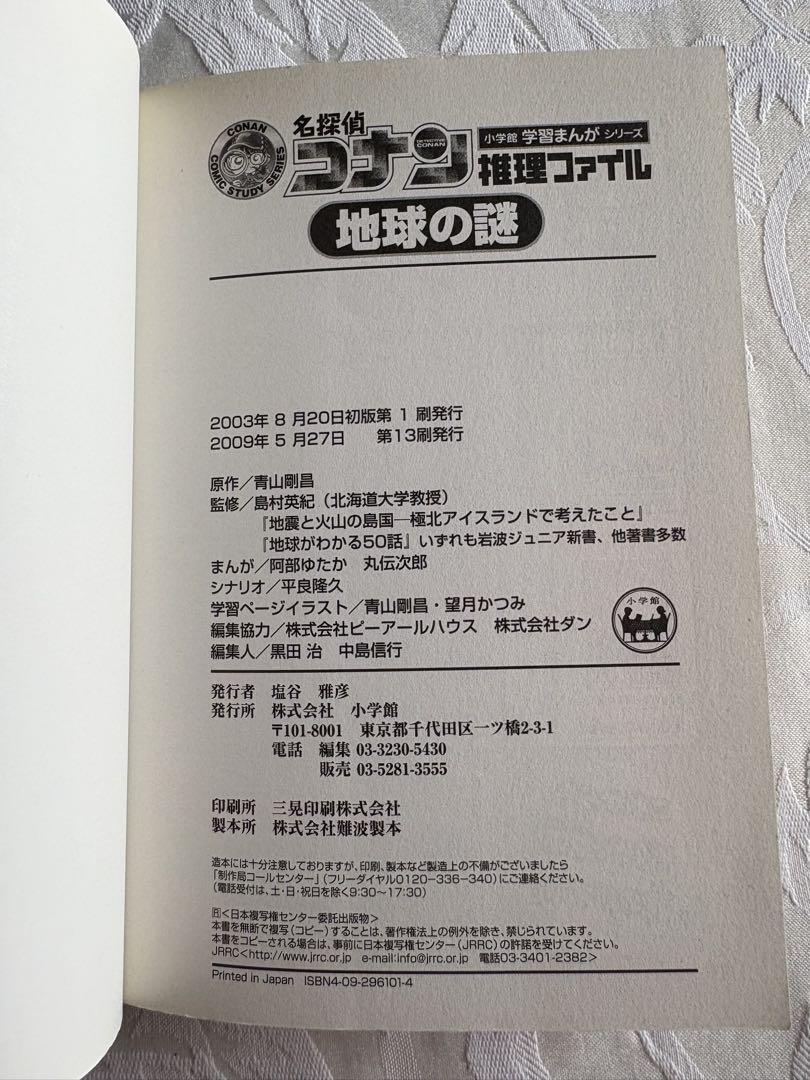 CONAN COMIC STUDY SERIES
名探偵
コナン
DETECTIVE CONAN
小学館 学習まんが シリーズ
推理ファイル
地球の謎
2003年 8 月20日初版第 1 刷発行
2009年 5 月27日　第13刷発行
原作／青山剛昌
監修／島村英紀（北海道大学教授）
『地震と火山の島国―極北アイスランドで考えたこと』
『地球がわかる50話』いずれも岩波ジュニア新書、他著書多数
まんが／阿部ゆたか　丸伝次郎
シナリオ／平良隆久
学習ページイラスト／青山剛昌・望月かつみ
編集協力／株式会社ピーアールハウス　株式会社ダン
編集人／黒田 治　中島信行
小学館
発行者　塩谷　雅彦
発行所　株式会社　小学館
〒101-8001　東京都千代田区一ツ橋2-3-1
電話　編集 03-3230-5430
販売 03-5281-3555
印刷所　三晃印刷株式会社
製本所　株式会社難波製本
造本には十分注意しておりますが、印刷、製本など製造上の不備がございましたら
「制作局コールセンター」（フリーダイヤル0120-336-340）にご連絡ください。
（電話受付は、土・日・祝日を除く9:30～17:30）
R＜日本複写権センター委託出版物＞
本書を無断で複写（コピー）することは、著作権法上の例外を除き、禁じられています。
本書をコピーされる場合は、事前に日本複写権センター（JRRC）の許諾を受けてください。
JRRC＜http://www.jrrc.or.jp　e-mail:info@jrrc.or.jp　電話03-3401-2382＞
Printed in Japan　ISBN4-09-296101-4